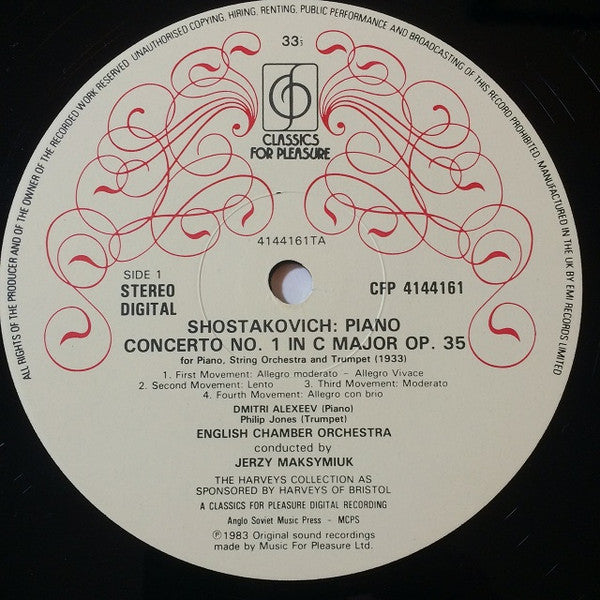 ALL RIGHTS OF THE PRODUCER AND OF THE OWNER OF THE RECORDED WORK RESERVED. UNAUTHORISED COPYING, HIRING, RENTING, PUBLIC PERFORMANCE AND BROADCASTING OF THIS RECORD PROHIBITED. MANUFACTURED IN THE UK BY EMI RECORDS LIMITED
33⅓
CLASSICS
FOR PLEASURE
4144161TA
SIDE 1
STEREO
DIGITAL
CFP 4144161
SHOSTAKOVICH: PIANO
CONCERTO NO. 1 IN C MAJOR OP. 35
for Piano, String Orchestra and Trumpet (1933)
1. First Movement: Allegro moderato – Allegro Vivace
2. Second Movement: Lento 3. Third Movement: Moderato
4. Fourth Movement: Allegro con brio
DMITRI ALEXEEV (Piano)
Philip Jones (Trumpet)
ENGLISH CHAMBER ORCHESTRA
conducted by
JERZY MAKSYMIUK
THE HARVEYS COLLECTION AS
SPONSORED BY HARVEYS OF BRISTOL
A CLASSICS FOR PLEASURE DIGITAL RECORDING
Anglo Soviet Music Press – MCPS
℗ 1983 Original sound recordings
made by Music For Pleasure Ltd.